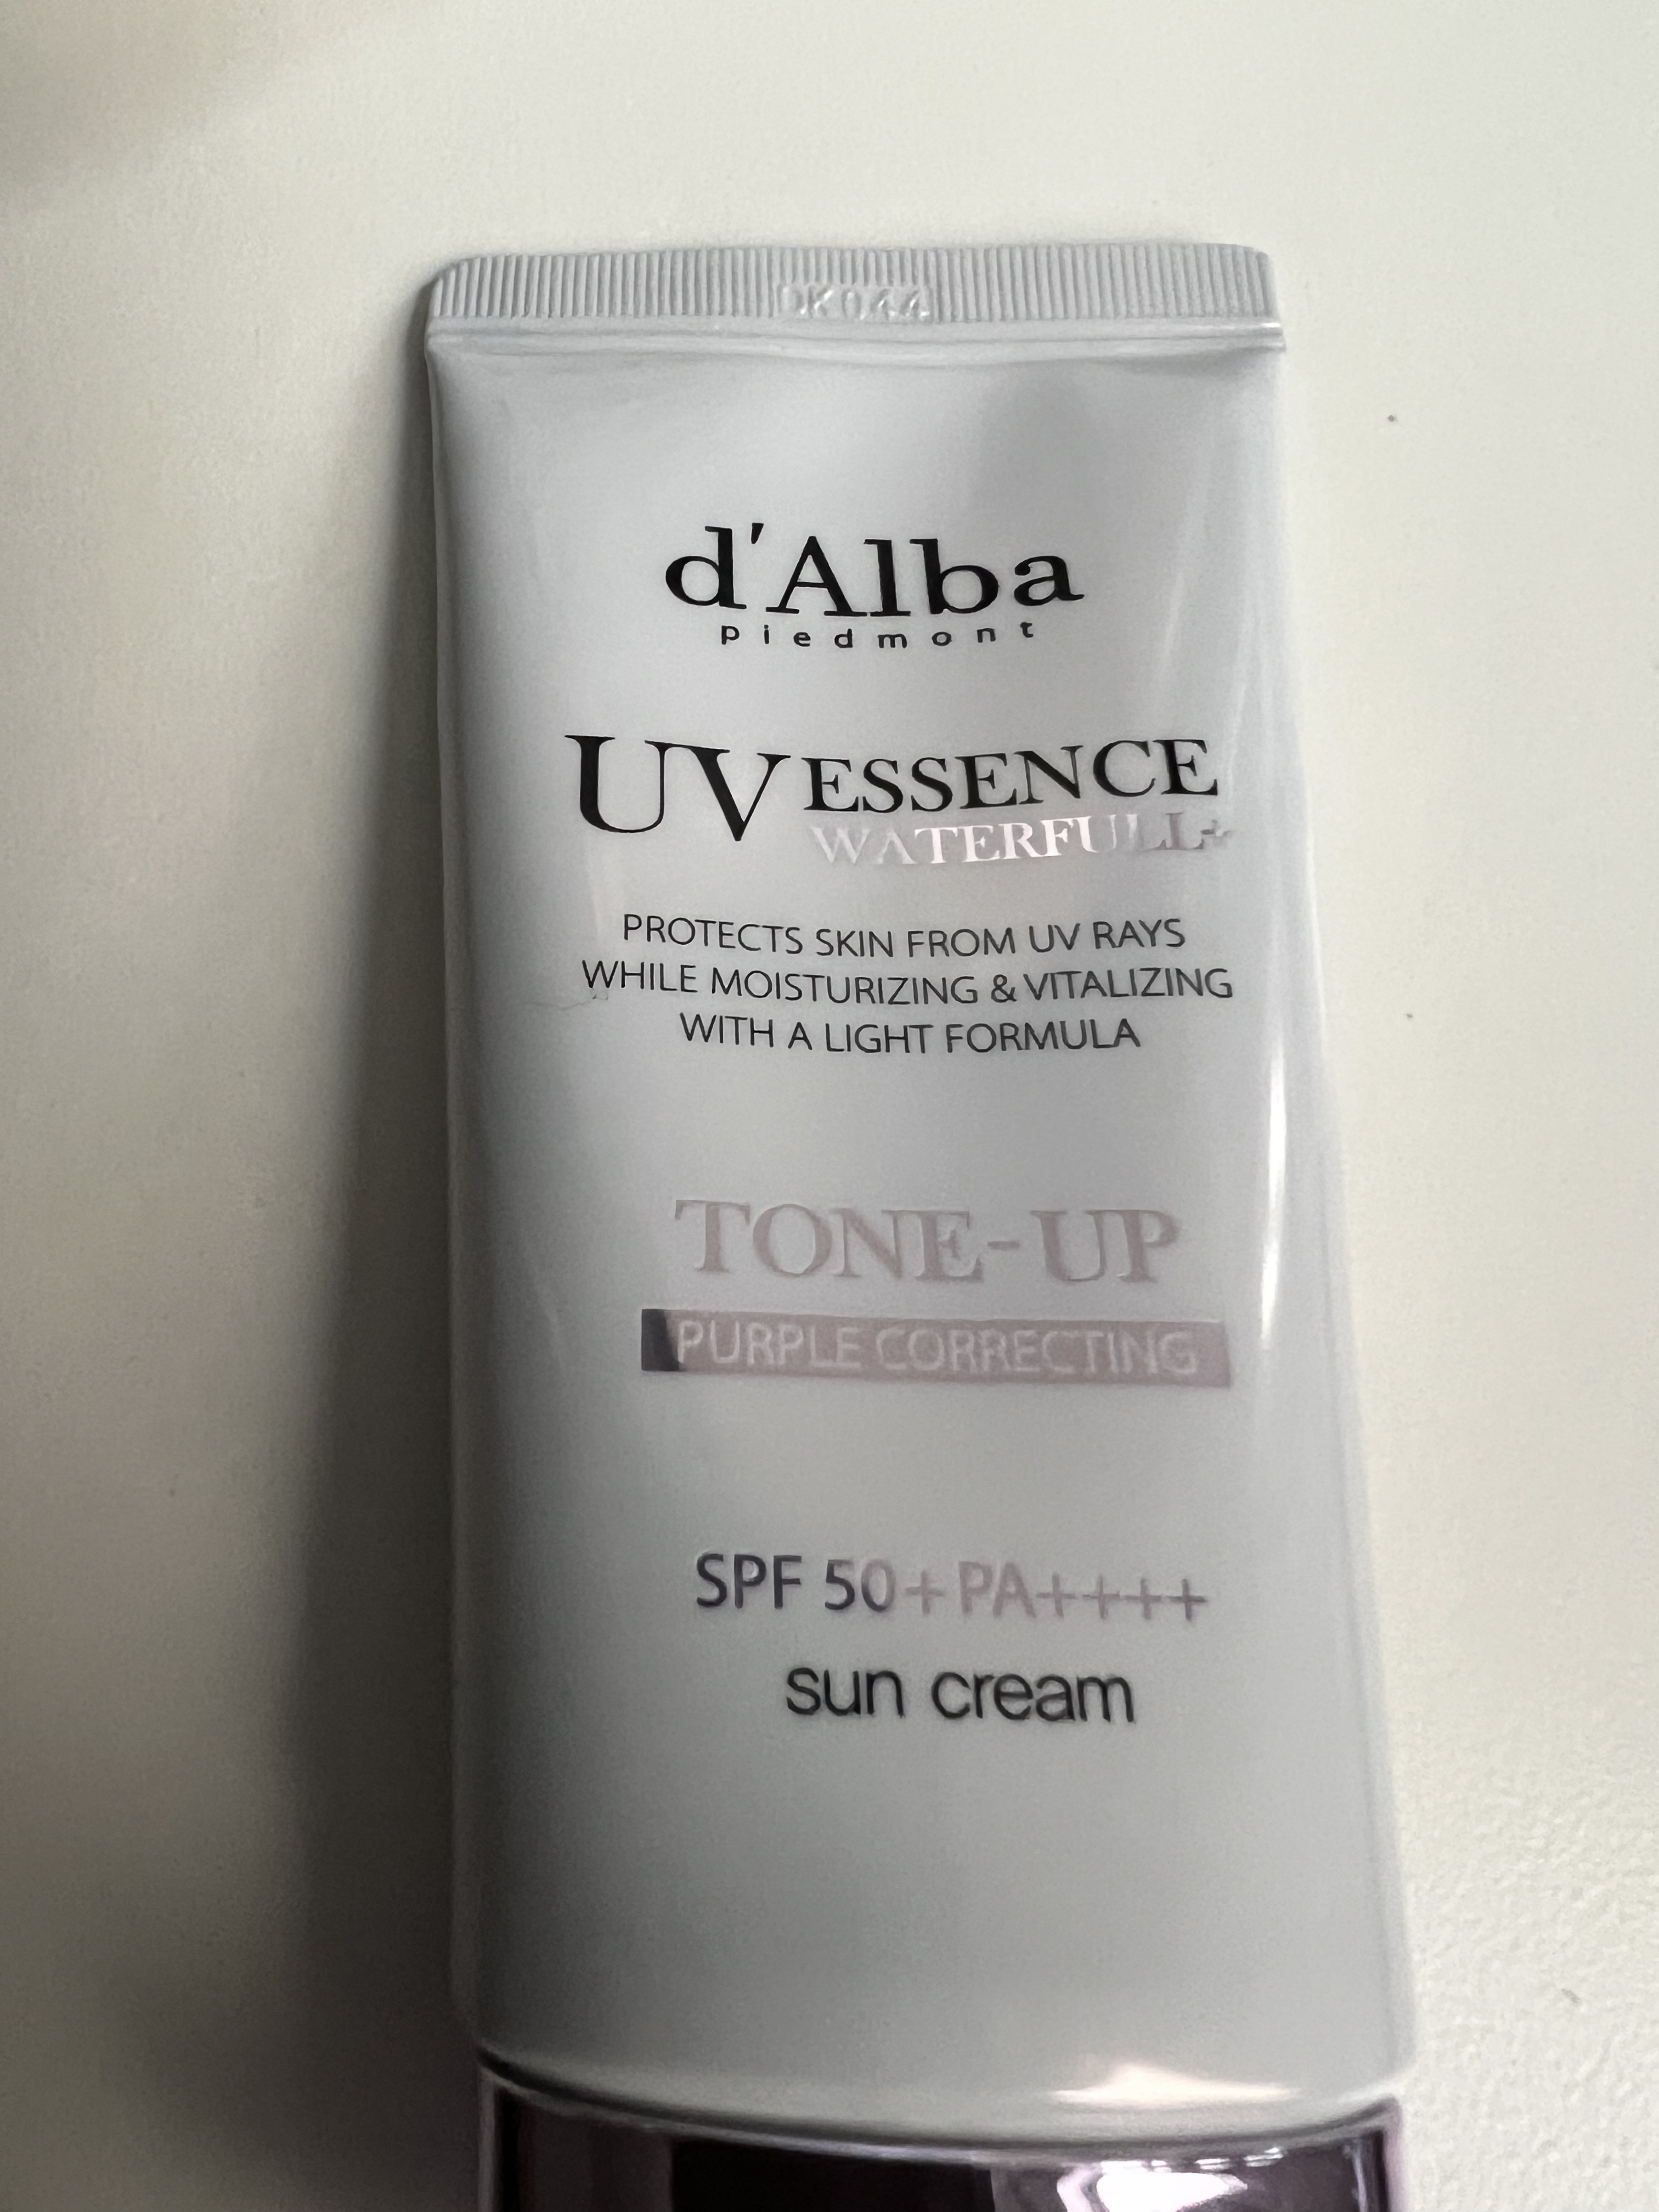 d'Alba
piedmont
UV ESSENCE
WATERFULL+
PROTECTS SKIN FROM UV RAYS
WHILE MOISTURIZING & VITALIZING
WITH A LIGHT FORMULA
TONE-UP
PURPLE CORRECTING
SPF 50+ PA++++
sun cream